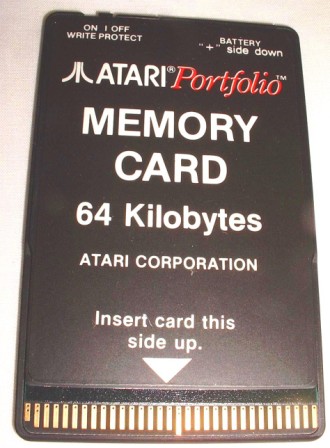 ON I OFF
WRITE PROTECT
BATTERY
"+" side down
ATARI® Portfolio™
MEMORY
CARD
64 Kilobytes
ATARI CORPORATION
Insert card this
side up.